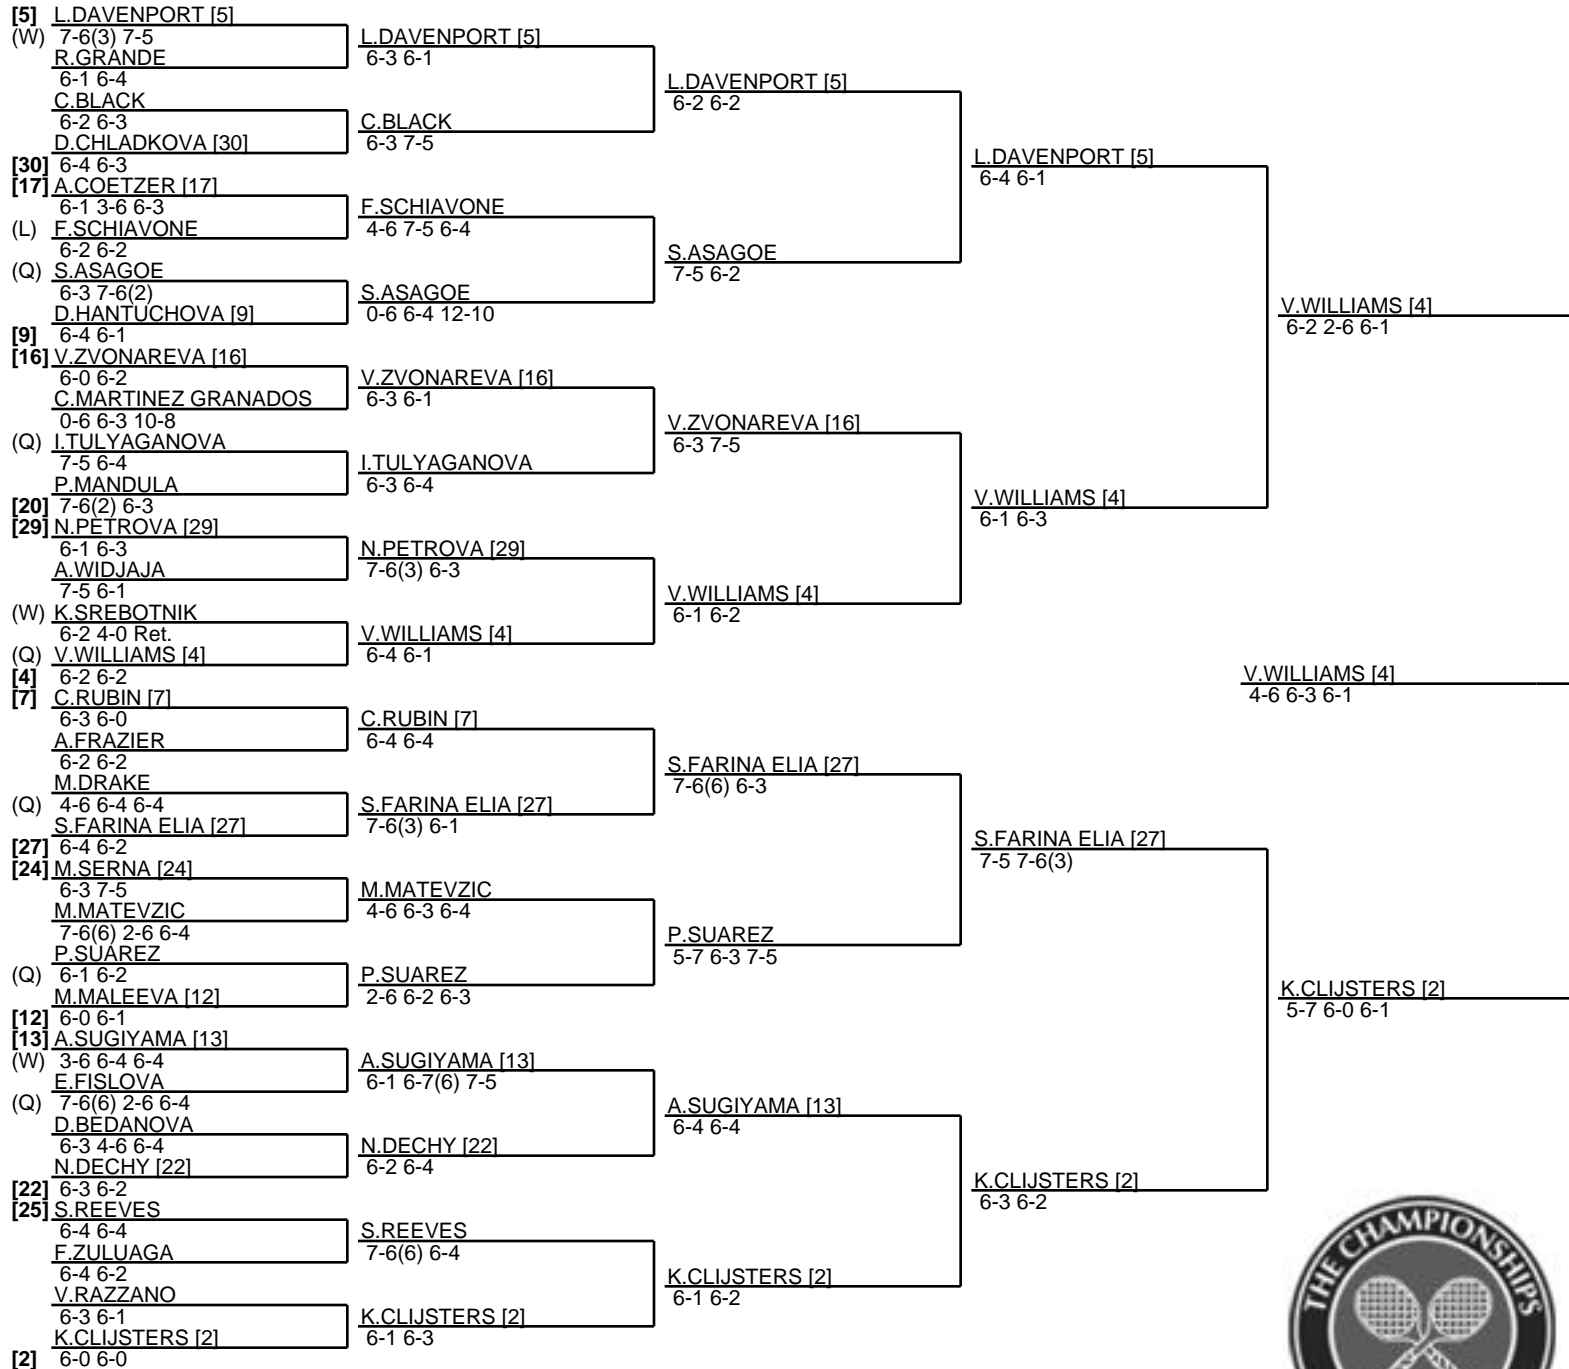 [5] L.DAVENPORT [5]
(W) 7-6(3) 7-5
R.GRANDE
6-1 6-4
C.BLACK
6-2 6-3
D.CHLADKOVA [30]
[30] 6-4 6-3
[17] A.COETZER [17]
6-1 3-6 6-3
(L) F.SCHIAVONE
6-2 6-2
(Q) S.ASAGOE
6-3 7-6(2)
D.HANTUCHOVA [9]
[9] 6-4 6-1
[16] V.ZVONAREVA [16]
6-0 6-2
C.MARTINEZ GRANADOS
0-6 6-3 10-8
(Q) I.TULYAGANOVA
7-5 6-4
P.MANDULA
[20] 7-6(2) 6-3
[29] N.PETROVA [29]
6-1 6-3
A.WIDJAJA
7-5 6-1
(W) K.SREBOTNIK
6-2 4-0 Ret.
(Q) V.WILLIAMS [4]
[4] 6-2 6-2
[7] C.RUBIN [7]
6-3 6-0
A.FRAZIER
6-2 6-2
M.DRAKE
(Q) 4-6 6-4 6-4
S.FARINA ELIA [27]
[27] 6-4 6-2
[24] M.SERNA [24]
6-3 7-5
M.MATEVZIC
7-6(6) 2-6 6-4
P.SUAREZ
(Q) 6-1 6-2
M.MALEEVA [12]
[12] 6-0 6-1
[13] A.SUGIYAMA [13]
(W) 3-6 6-4 6-4
E.FISLOVA
(Q) 7-6(6) 2-6 6-4
D.BEDANOVA
6-3 4-6 6-4
N.DECHY [22]
[22] 6-3 6-2
[25] S.REEVES
6-4 6-4
F.ZULUAGA
6-4 6-2
V.RAZZANO
6-3 6-1
K.CLIJSTERS [2]
[2] 6-0 6-0
L.DAVENPORT [5]
6-3 6-1
C.BLACK
6-3 7-5
F.SCHIAVONE
4-6 7-5 6-4
S.ASAGOE
0-6 6-4 12-10
V.ZVONAREVA [16]
6-3 6-1
I.TULYAGANOVA
6-3 6-4
N.PETROVA [29]
7-6(3) 6-3
V.WILLIAMS [4]
6-4 6-1
C.RUBIN [7]
6-4 6-4
S.FARINA ELIA [27]
7-6(3) 6-1
M.MATEVZIC
4-6 6-3 6-4
P.SUAREZ
2-6 6-2 6-3
A.SUGIYAMA [13]
6-1 6-7(6) 7-5
N.DECHY [22]
6-2 6-4
S.REEVES
7-6(6) 6-4
K.CLIJSTERS [2]
6-1 6-3
L.DAVENPORT [5]
6-2 6-2
S.ASAGOE
7-5 6-2
V.ZVONAREVA [16]
6-3 7-5
V.WILLIAMS [4]
6-1 6-2
S.FARINA ELIA [27]
7-6(6) 6-3
P.SUAREZ
5-7 6-3 7-5
A.SUGIYAMA [13]
6-4 6-4
K.CLIJSTERS [2]
6-1 6-2
L.DAVENPORT [5]
6-4 6-1
V.WILLIAMS [4]
6-1 6-3
S.FARINA ELIA [27]
7-5 7-6(3)
K.CLIJSTERS [2]
6-3 6-2
V.WILLIAMS [4]
6-2 2-6 6-1
K.CLIJSTERS [2]
5-7 6-0 6-1
V.WILLIAMS [4]
4-6 6-3 6-1
THE CHAMPIONSHIPS